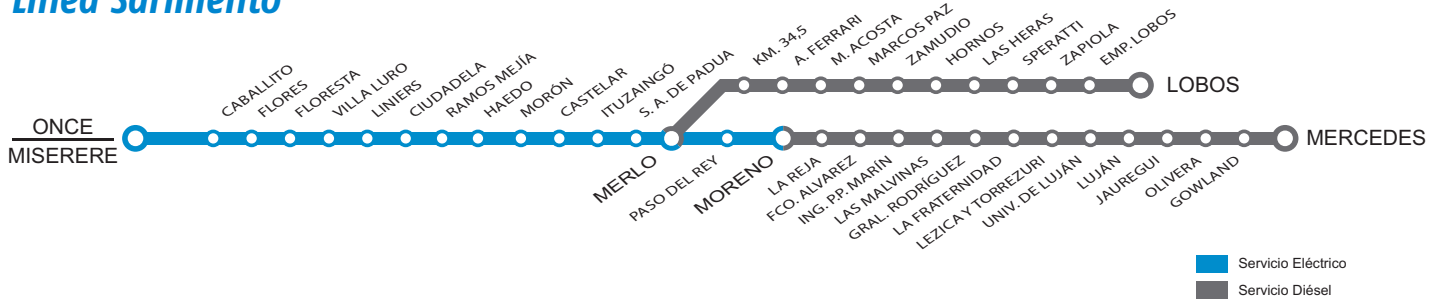 Línea Sarmiento
ONCE
MISERERE
CABALLITO
FLORES
FLORESTA
VILLA LURO
LINIERS
CIUDADELA
RAMOS MEJÍA
HAEDO
MORÓN
CASTELAR
ITUZAINGÓ
S. A. DE PADUA
MERLO
KM. 34,5
A. FERRARI
M. ACOSTA
MARCOS PAZ
ZAMUDIO
HORNOS
LAS HERAS
SPERATTI
ZAPIOLA
EMP. LOBOS
LOBOS
PASO DEL REY
MORENO
LA REJA
FCO. ALVAREZ
ING. P.P. MARÍN
LAS MALVINAS
GRAL. RODRÍGUEZ
LA FRATERNIDAD
LEZICA Y TORREZURI
UNIV. DE LUJÁN
LUJÁN
JAUREGUI
OLIVERA
GOWLAND
MERCEDES
Servicio Eléctrico
Servicio Diésel